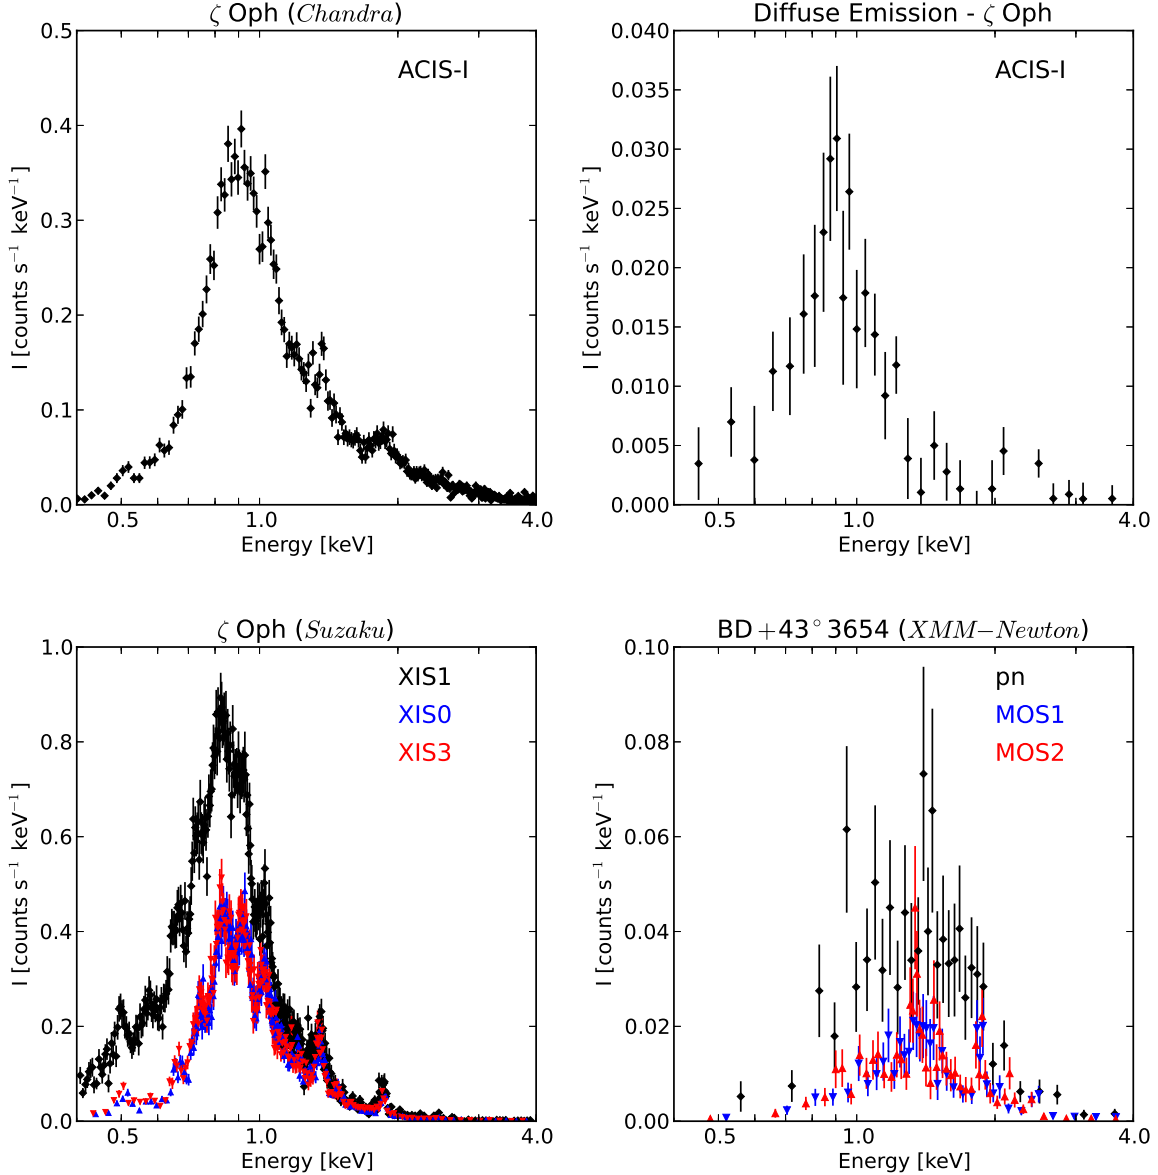 ζ Oph (Chandra)
ACIS-I
I [counts s⁻¹ keV⁻¹]
0.5
0.4
0.3
0.2
0.1
0.0
0.5 1.0 4.0
Energy [keV]
Diffuse Emission - ζ Oph
ACIS-I
I [counts s⁻¹ keV⁻¹]
0.040
0.035
0.030
0.025
0.020
0.015
0.010
0.005
0.000
0.5 1.0 4.0
Energy [keV]
ζ Oph (Suzaku)
XIS1
XIS0
XIS3
I [counts s⁻¹ keV⁻¹]
1.0
0.8
0.6
0.4
0.2
0.0
0.5 1.0 4.0
Energy [keV]
BD +43° 3654 (XMM−Newton)
pn
MOS1
MOS2
I [counts s⁻¹ keV⁻¹]
0.10
0.08
0.06
0.04
0.02
0.00
0.5 1.0 4.0
Energy [keV]